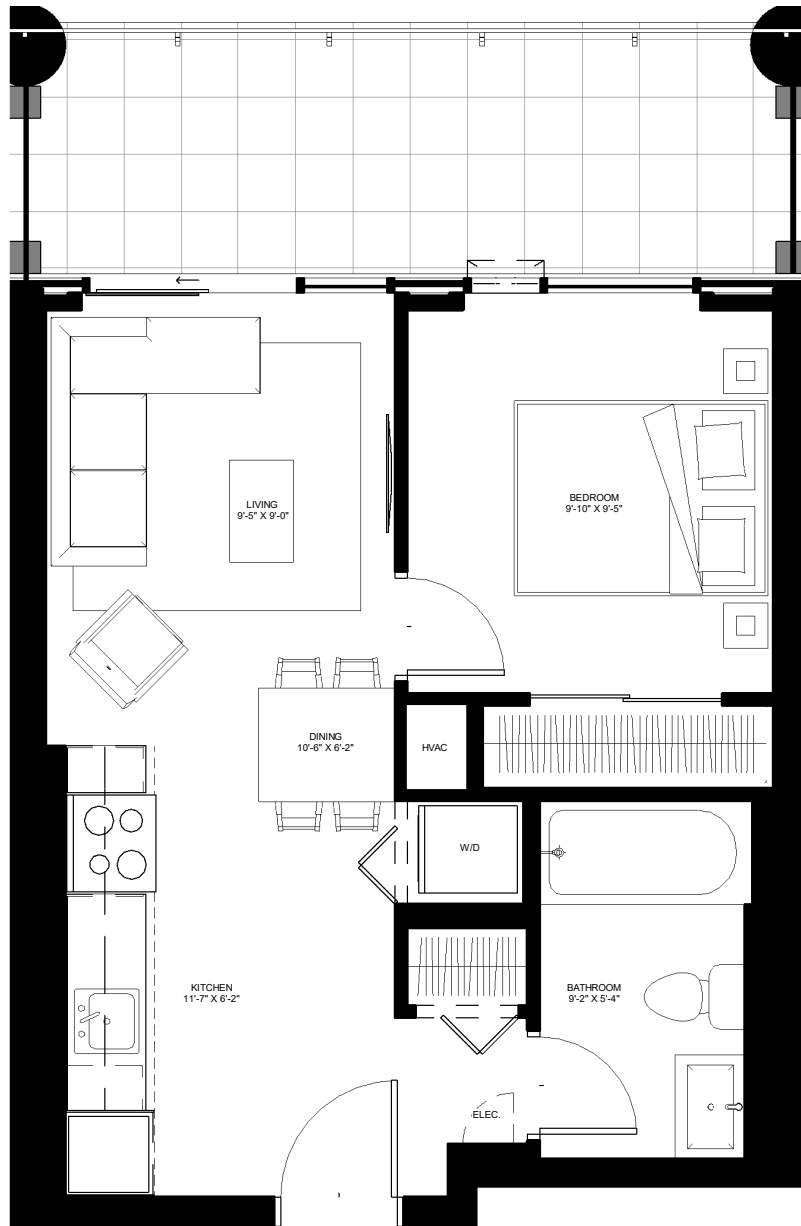 LIVING
9'-5" X 9'-0"
BEDROOM
9'-10" X 9'-5"
DINING
10'-6" X 6'-2"
HVAC
W/D
KITCHEN
11'-7" X 6'-2"
BATHROOM
9'-2" X 5'-4"
ELEC.